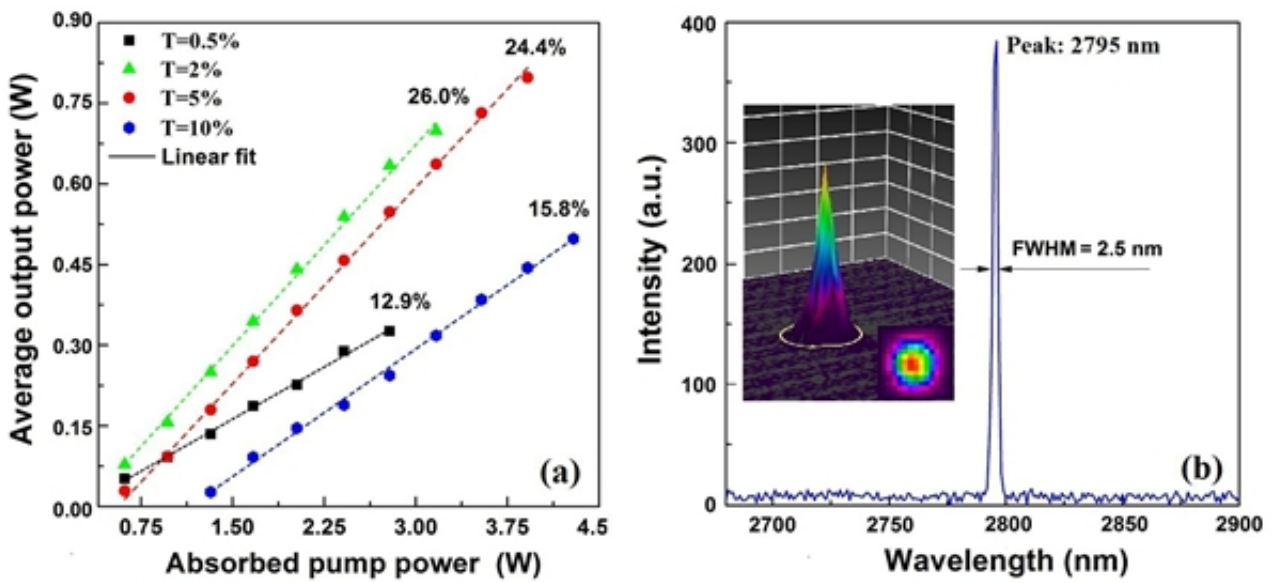 0.90
0.75
0.60
0.45
0.30
0.15
0.00
Average output power (W)
T=0.5%
T=2%
T=5%
T=10%
Linear fit
24.4%
26.0%
15.8%
12.9%
(a)
0.75 1.50 2.25 3.00 3.75 4.5
Absorbed pump power (W)
400
300
200
100
0
Intensity (a.u.)
Peak: 2795 nm
FWHM = 2.5 nm
(b)
2700 2750 2800 2850 2900
Wavelength (nm)